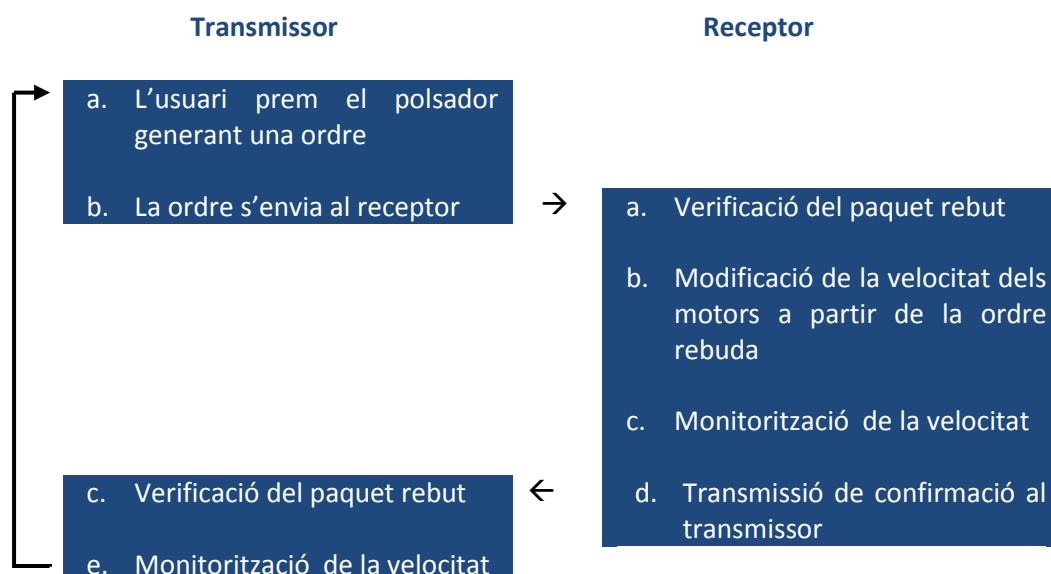 Transmissor
Receptor
a. L'usuari prem el polsador
generant una ordre
b. La ordre s'envia al receptor
→
a. Verificació del paquet rebut
b. Modificació de la velocitat dels
motors a partir de la ordre
rebuda
c. Monitorització de la velocitat
d. Transmissió de confirmació al
transmissor
←
c. Verificació del paquet rebut
e. Monitorització de la velocitat